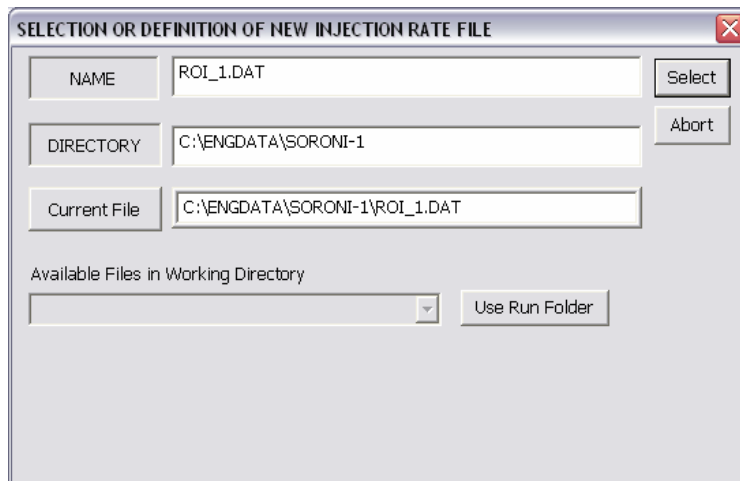 SELECTION OR DEFINITION OF NEW INJECTION RATE FILE
NAME
ROI_1.DAT
Select
DIRECTORY
C:\ENGDATA\SORONI-1
Abort
Current File
C:\ENGDATA\SORONI-1\ROI_1.DAT
Available Files in Working Directory
Use Run Folder